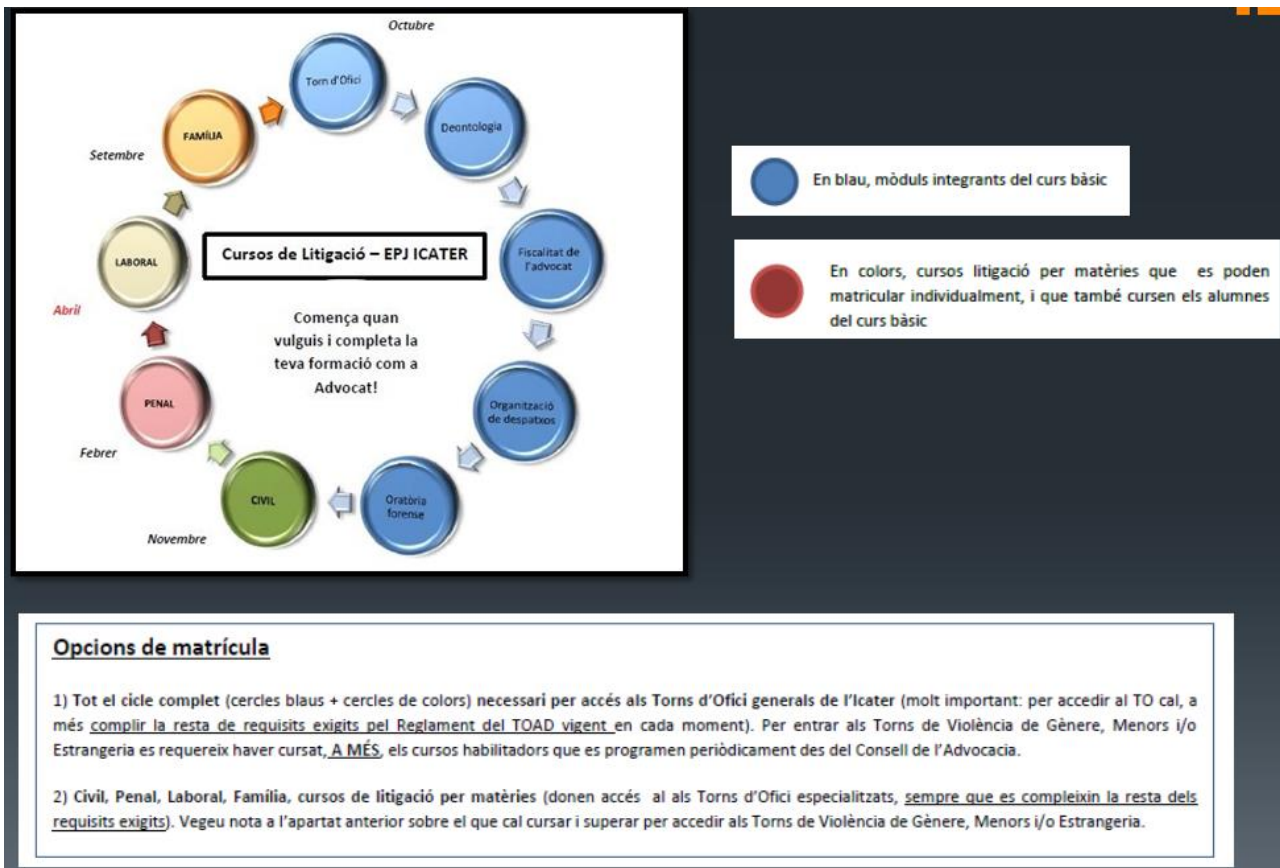 Octubre
Torn d'Ofici
Deontologia
FAMÍLIA
Setembre
Cursos de Litigació – EPJ ICATER
Fiscalitat de
l'advocat
LABORAL
Abril
Comença quan
vulguis i completa la
teva formació com a
Advocat!
PENAL
Organització
de despatxos
Febrer
CIVIL
Oratòria
forense
Novembre
En blau, mòduls integrants del curs bàsic
En colors, cursos litigació per matèries que es poden
matricular individualment, i que també cursen els alumnes
del curs bàsic
Opcions de matrícula
1) Tot el cicle complet (cercles blaus + cercles de colors) necessari per accés als Torns d'Ofici generals de l'Icater (molt important: per accedir al TO cal, a
més complir la resta de requisits exigits pel Reglament del TOAD vigent en cada moment). Per entrar als Torns de Violència de Gènere, Menors i/o
Estrangeria es requereix haver cursat, A MÉS, els cursos habilitadors que es programen periòdicament des del Consell de l'Advocacia.
2) Civil, Penal, Laboral, Família, cursos de litigació per matèries (donen accés al als Torns d'Ofici especialitzats, sempre que es compleixin la resta dels
requisits exigits). Vegeu nota a l'apartat anterior sobre el que cal cursar i superar per accedir als Torns de Violència de Gènere, Menors i/o Estrangeria.